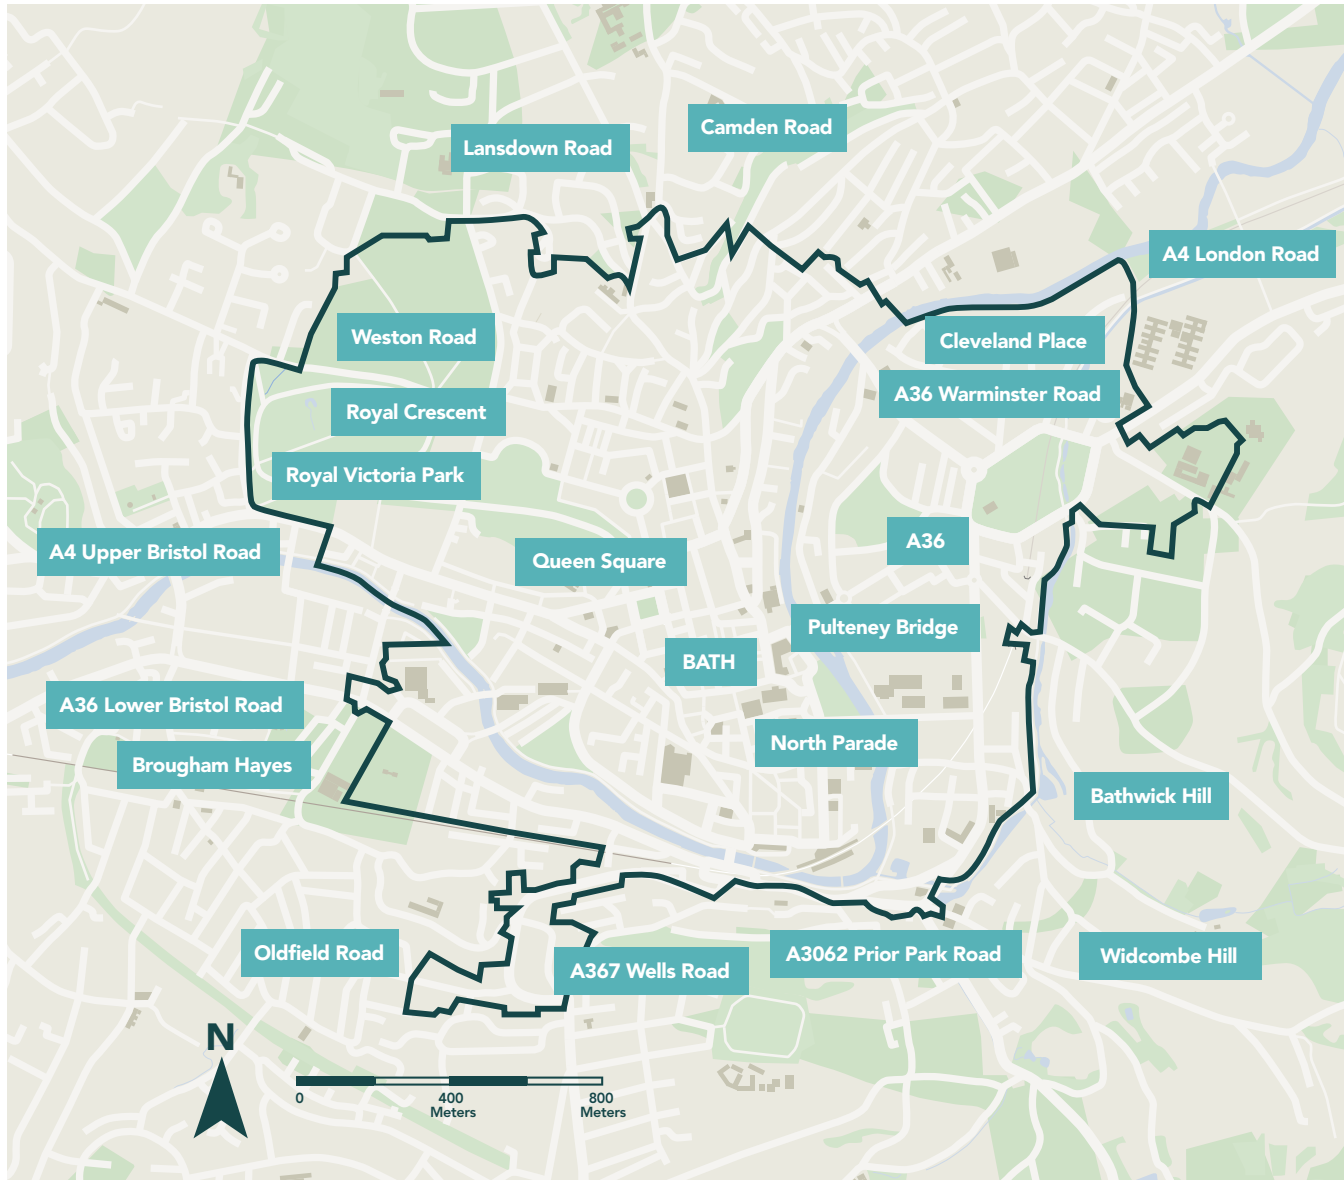 Camden Road
Lansdown Road
A4 London Road
Weston Road
Cleveland Place
A36 Warminster Road
Royal Crescent
Royal Victoria Park
A36
A4 Upper Bristol Road
Queen Square
Pulteney Bridge
BATH
A36 Lower Bristol Road
North Parade
Brougham Hayes
Bathwick Hill
Oldfield Road
A3062 Prior Park Road
Widcombe Hill
A367 Wells Road
N
0 400 800
Meters Meters